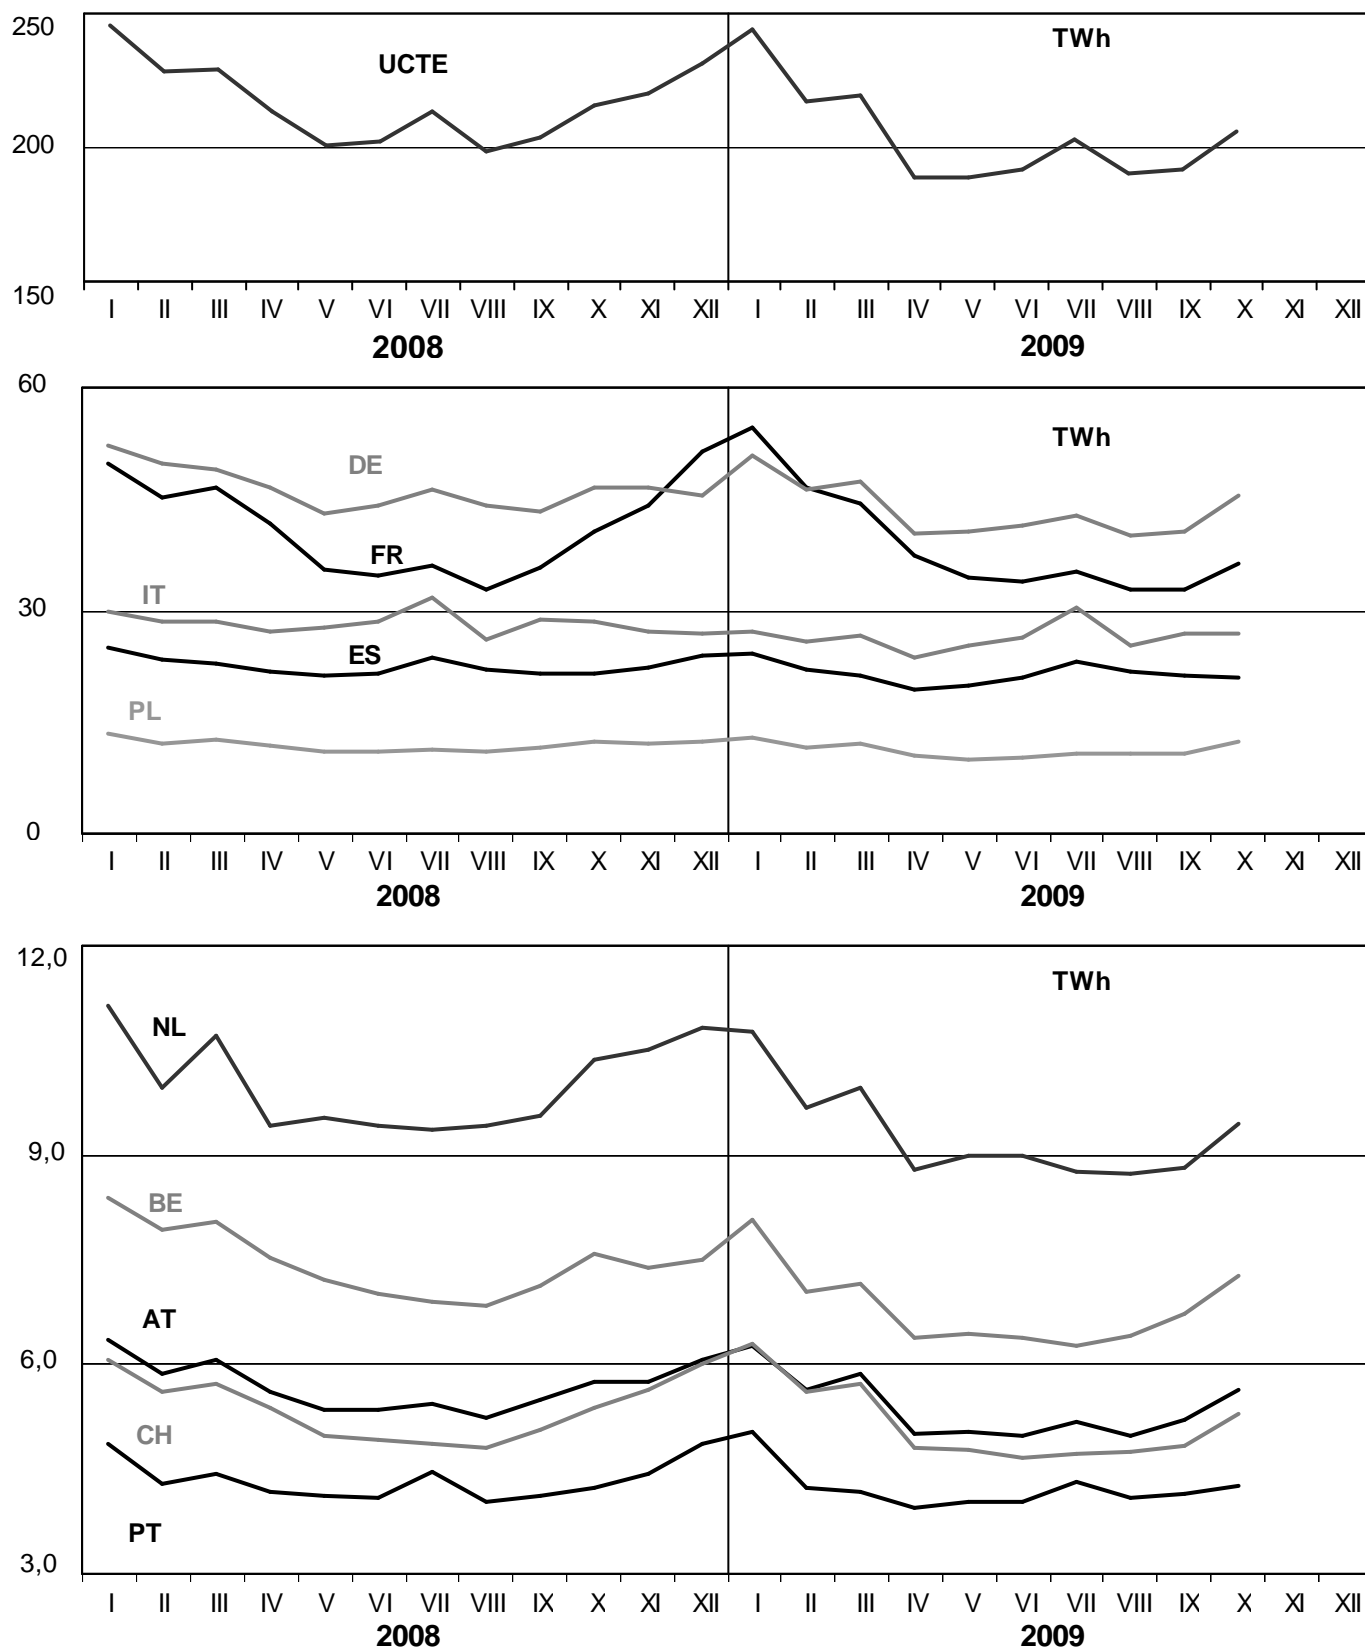 250
TWh
UCTE
200
150
I II III IV V VI VII VIII IX X XI XII I II III IV V VI VII VIII IX X XI XII
2008 2009
60
TWh
DE
FR
IT
30
ES
PL
0
I II III IV V VI VII VIII IX X XI XII I II III IV V VI VII VIII IX X XI XII
2008 2009
12,0
TWh
NL
9,0
BE
AT
6,0
CH
PT
3,0
I II III IV V VI VII VIII IX X XI XII I II III IV V VI VII VIII IX X XI XII
2008 2009